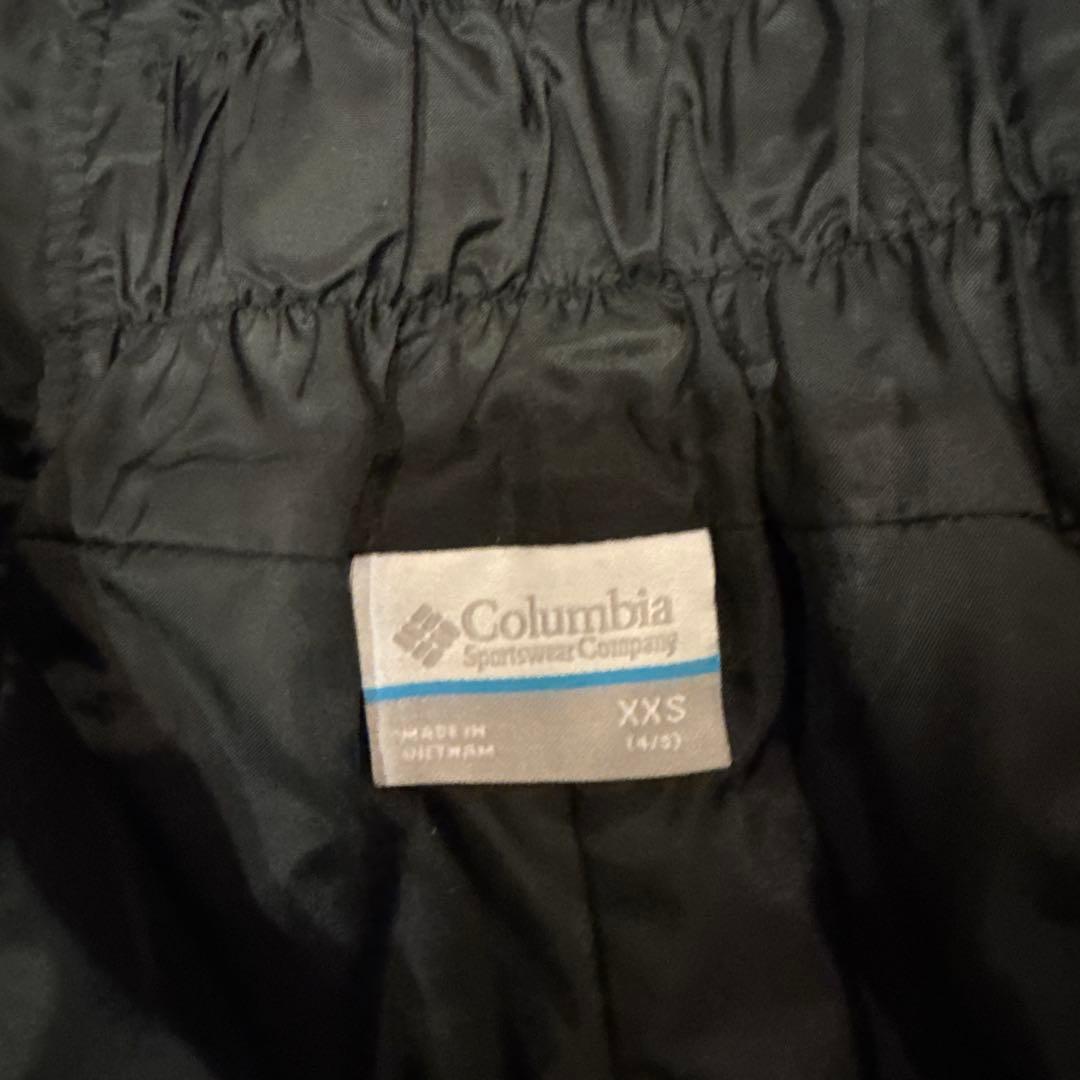 Columbia
Sportswear Company
XXS
(4/5)
MADE IN
VIETNAM